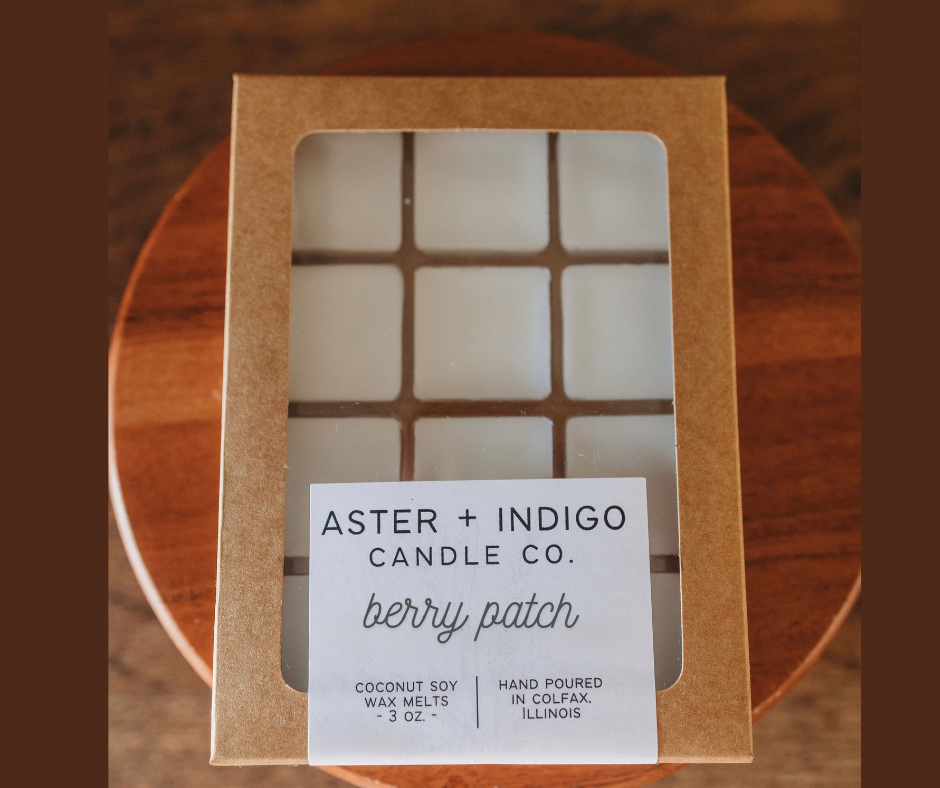 ASTER + INDIGO
CANDLE CO.
berry patch
COCONUT SOY
WAX MELTS
- 3 OZ. -
HAND POURED
IN COLFAX,
ILLINOIS